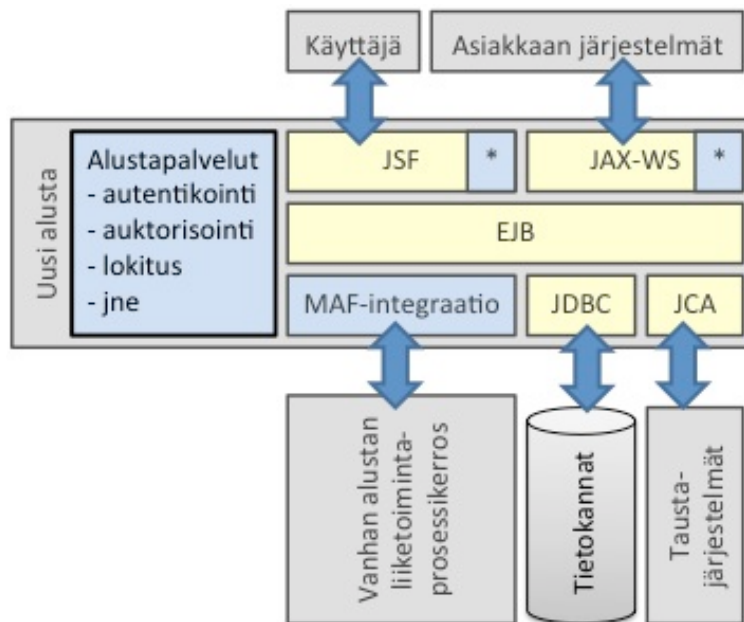 Käyttäjä
Asiakkaan järjestelmät
Uusi alusta
Alustapalvelut
- autentikointi
- auktorisointi
- lokitus
- jne
JSF
*
JAX-WS
*
EJB
MAF-integraatio
JDBC
JCA
Vanhan alustan
liiketoiminta-
prosessikerros
Tietokannat
Tausta-
järjestelmät